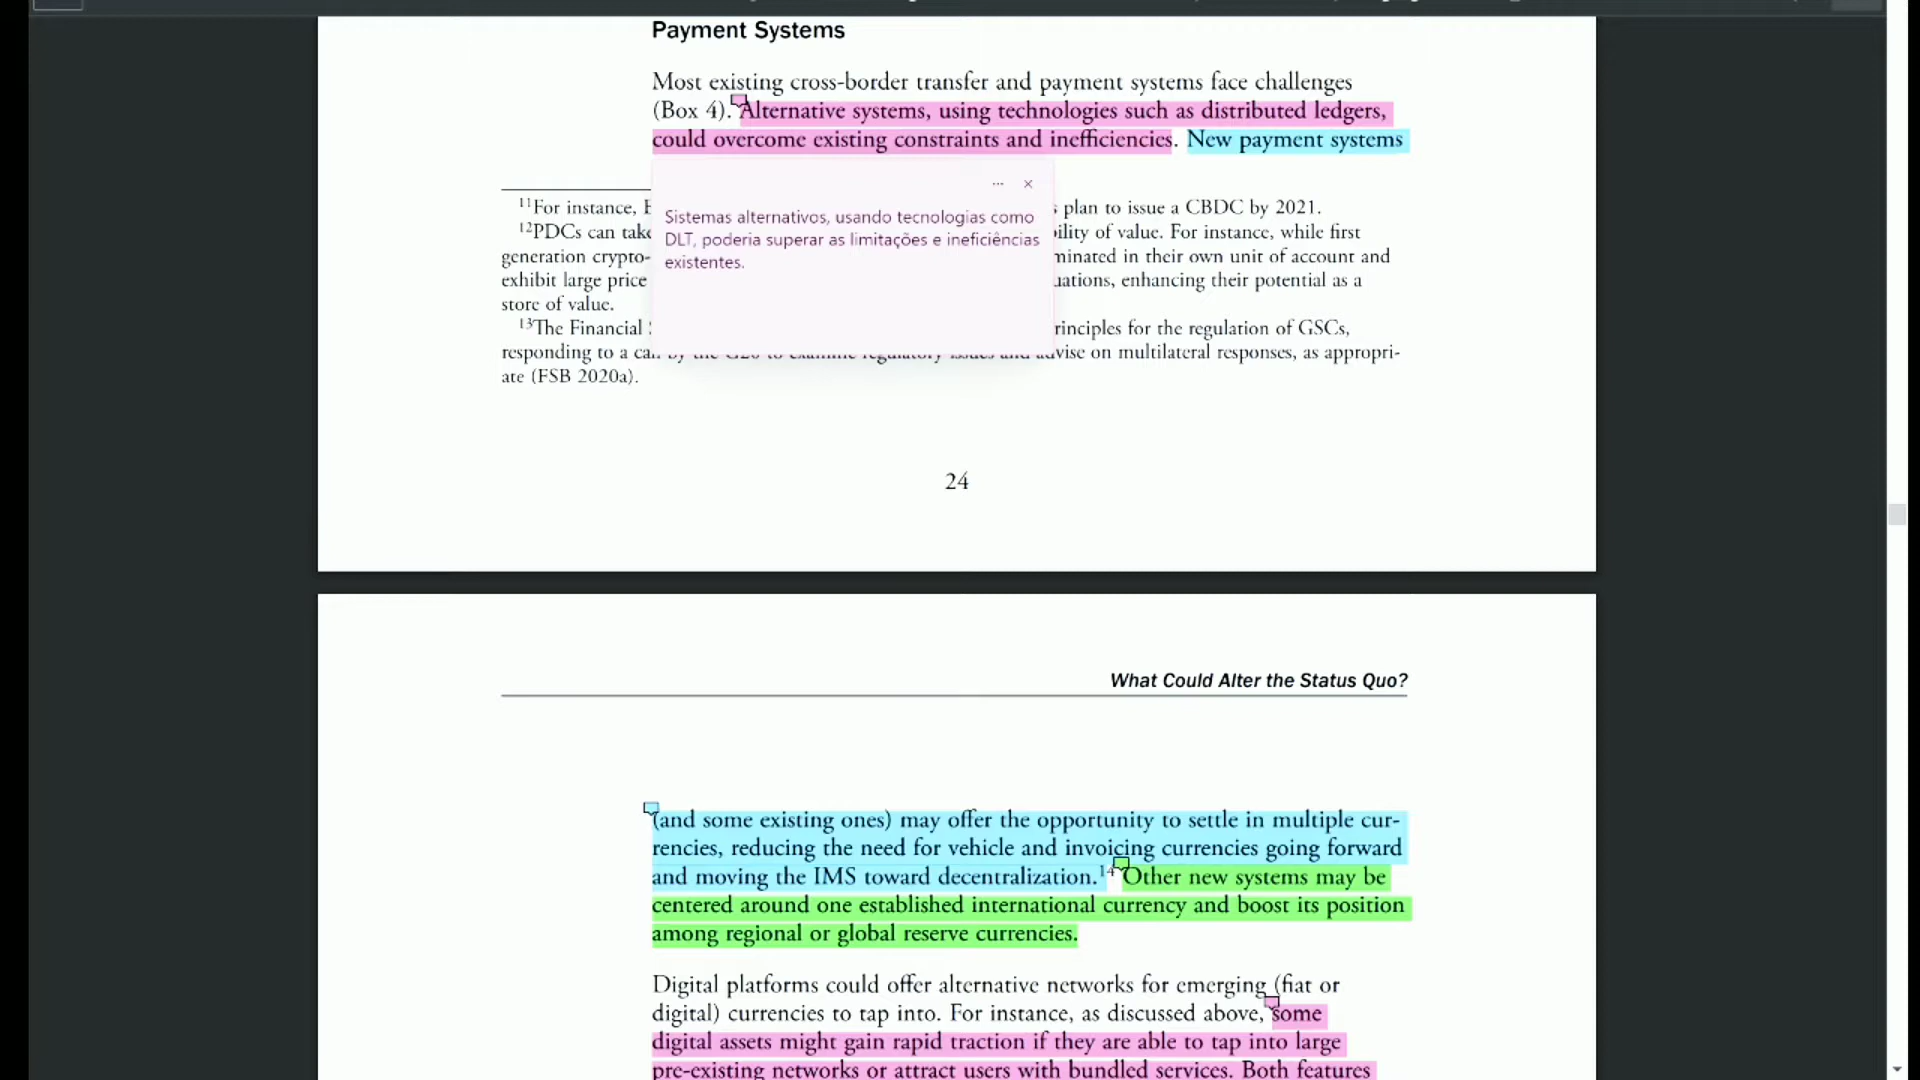 Payment Systems
Most existing cross-border transfer and payment systems face challenges
(Box 4). Alternative systems, using technologies such as distributed ledgers,
could overcome existing constraints and inefficiencies. New payment systems
Sistemas alternativos, usando tecnologias como
DLT, poderia superar as limitações e ineficiências
existentes.
11For instance, plan to issue a CBDC by 2021.
12PDCs can take of value. For instance, while first
generation crypto- in their own unit of account and
exhibit large price enhancing their potential as a
store of value.
13The Financial for the regulation of GSCs,
responding to a call by the G20 to examine regulatory issues and advise on multilateral responses, as appropri-
ate (FSB 2020a).
24
What Could Alter the Status Quo?
(and some existing ones) may offer the opportunity to settle in multiple cur-
rencies, reducing the need for vehicle and invoicing currencies going forward
and moving the IMS toward decentralization.14 Other new systems may be
centered around one established international currency and boost its position
among regional or global reserve currencies.
Digital platforms could offer alternative networks for emerging (fiat or
digital) currencies to tap into. For instance, as discussed above, some
digital assets might gain rapid traction if they are able to tap into large
pre-existing networks or attract users with bundled services. Both features